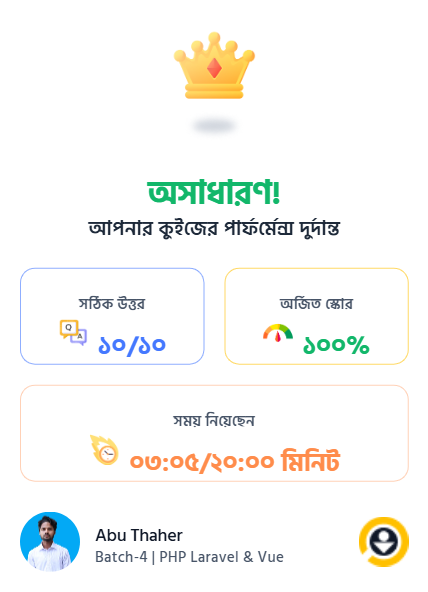 অসাধারণ!
আপনার কুইজের পার্ফর্মেন্স দুর্দান্ত
সঠিক উত্তর
Q
A
১০/১০
অর্জিত স্কোর
১০০%
সময় নিয়েছেন
০৩:০৫/২০:০০ মিনিট
Abu Thaher
Batch-4 | PHP Laravel & Vue